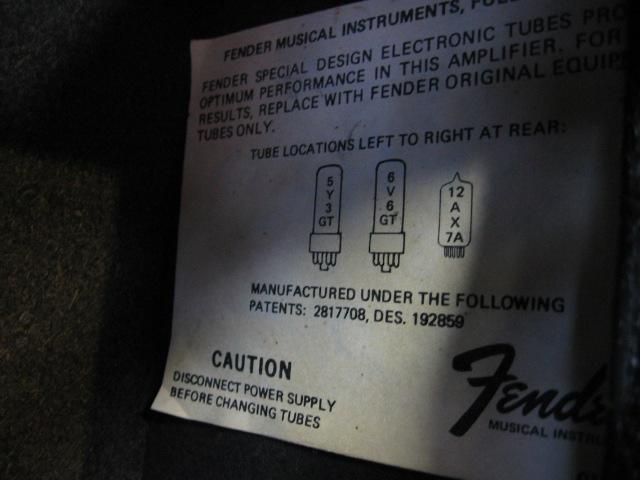 FENDER MUSICAL INSTRUMENTS,
FENDER SPECIAL DESIGN ELECTRONIC TUBES
OPTIMUM PERFORMANCE IN THIS AMPLIFIER. FOR
RESULTS, REPLACE WITH FENDER ORIGINAL
TUBES ONLY.
TUBE LOCATIONS LEFT TO RIGHT AT REAR:
5 Y 3 GT
6 V 6 GT
12 A X 7A
MANUFACTURED UNDER THE FOLLOWING
PATENTS: 2817708, DES. 192859
CAUTION
DISCONNECT POWER SUPPLY
BEFORE CHANGING TUBES
Fender
MUSICAL